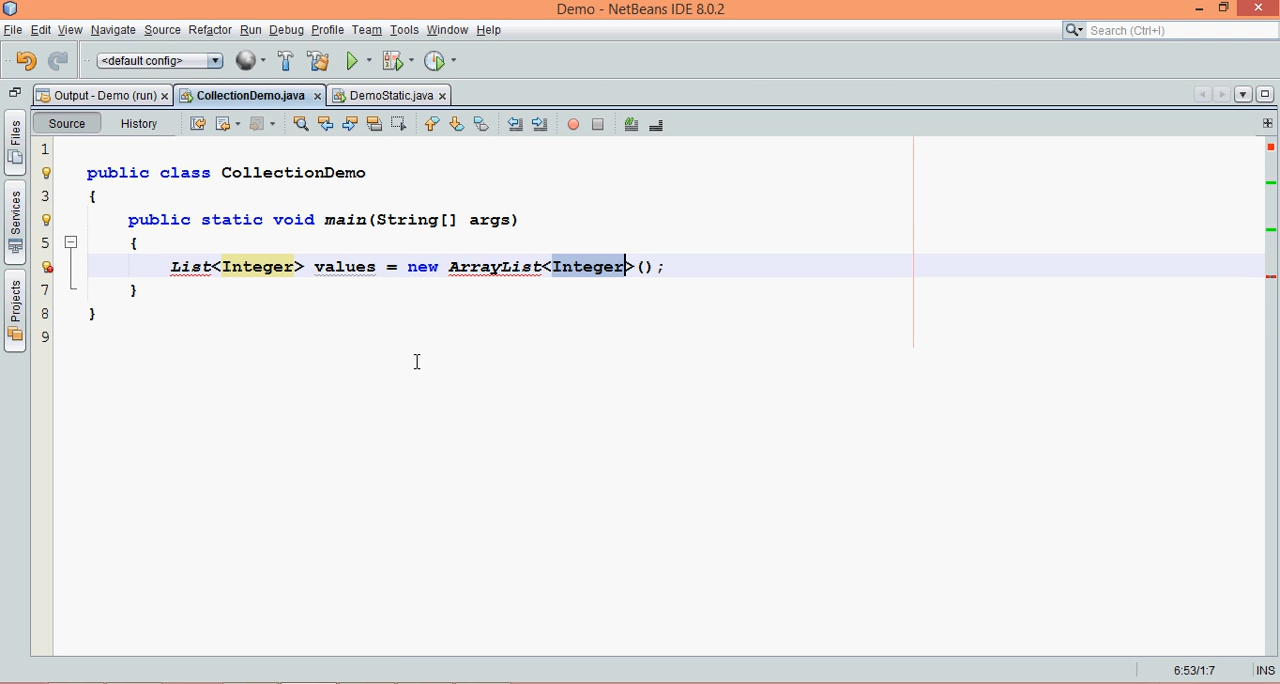 Demo - NetBeans IDE 8.0.2
File Edit View Navigate Source Refactor Run Debug Profile Team Tools Window Help
Search (Ctrl+I)
<default config>
Output - Demo (run) CollectionDemo.java DemoStatic.java
Source History
Files
Services
Projects
1
public class CollectionDemo
3 {
public static void main(String[] args)
5 {
List<Integer> values = new ArrayList<Integer>();
7 }
8 }
9
6:53/1:7 INS